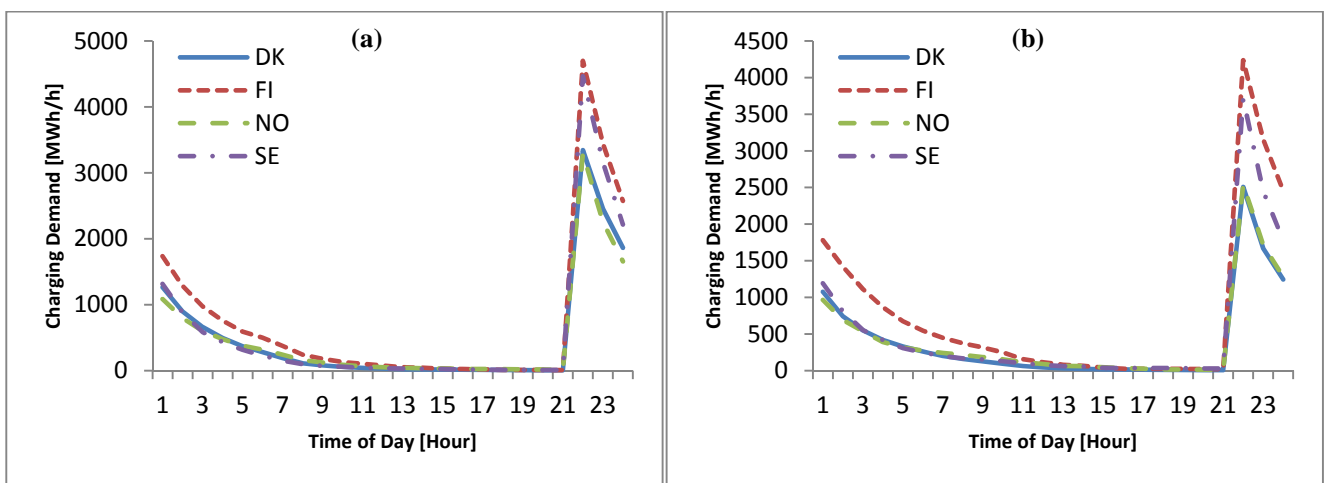 (a)
5000
4000
3000
2000
1000
0
Charging Demand [MWh/h]
DK
FI
NO
SE
1 3 5 7 9 11 13 15 17 19 21 23
Time of Day [Hour]
(b)
4500
4000
3500
3000
2500
2000
1500
1000
500
0
Charging Demand [MWh/h]
DK
FI
NO
SE
1 3 5 7 9 11 13 15 17 19 21 23
Time of Day [Hour]